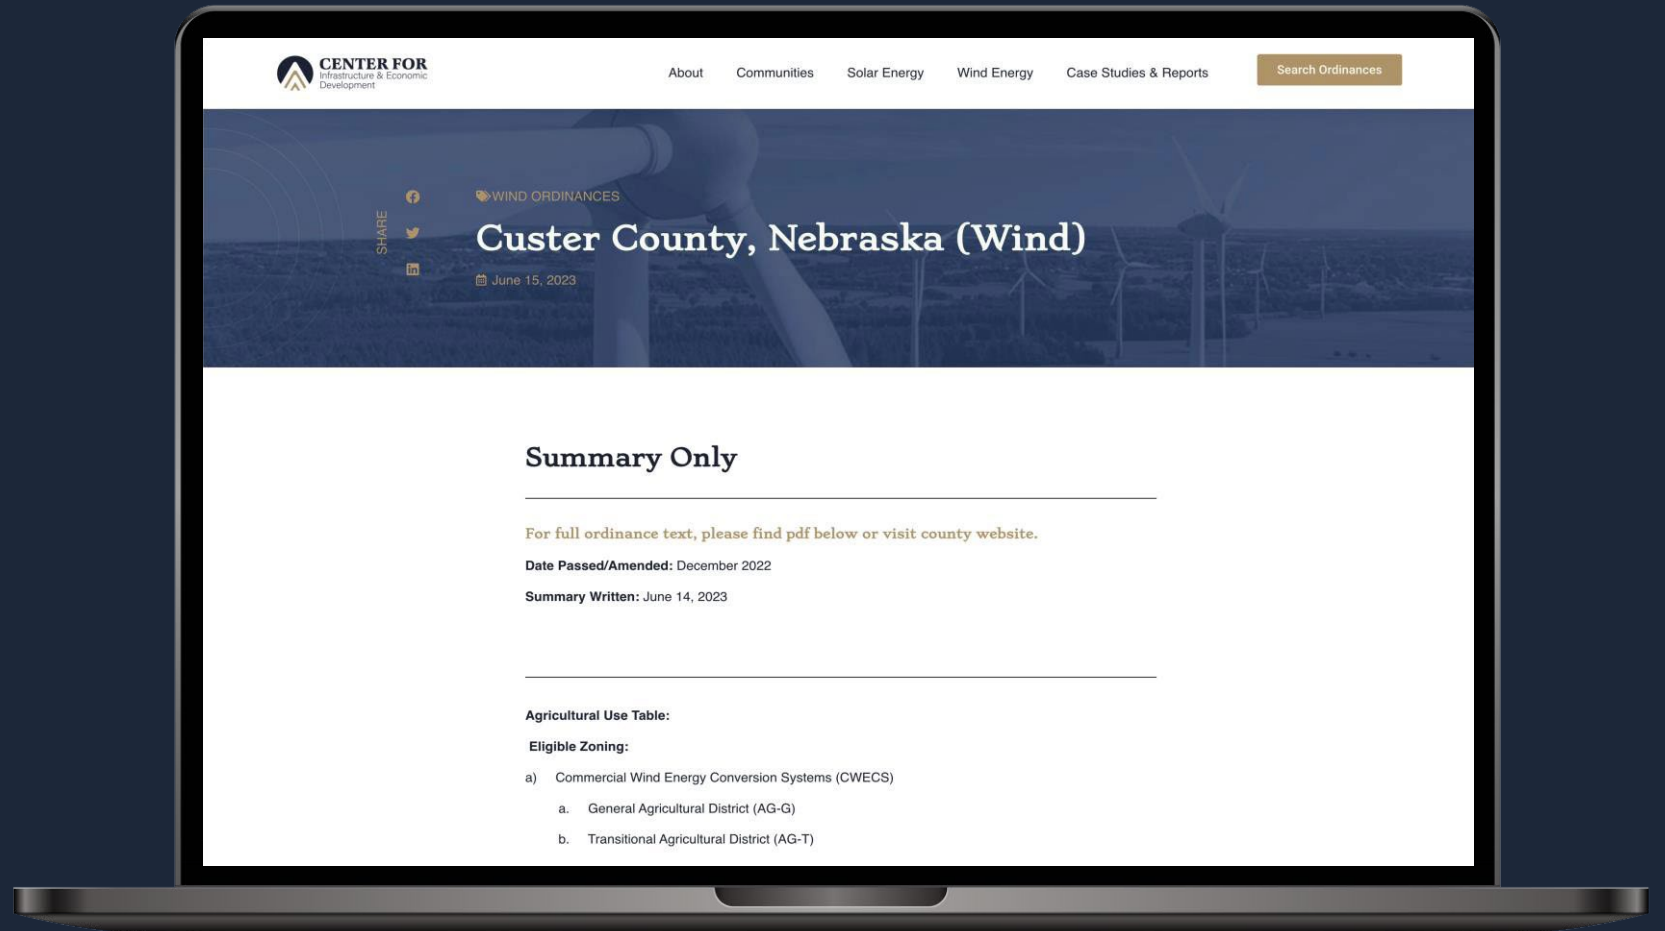 CENTER FOR
Infrastructure & Economic
Development
About Communities Solar Energy Wind Energy Case Studies & Reports Search Ordinances
SHARE
WIND ORDINANCES
Custer County, Nebraska (Wind)
June 15, 2023
Summary Only
For full ordinance text, please find pdf below or visit county website.
Date Passed/Amended: December 2022
Summary Written: June 14, 2023
Agricultural Use Table:
Eligible Zoning:
a) Commercial Wind Energy Conversion Systems (CWECS)
a. General Agricultural District (AG-G)
b. Transitional Agricultural District (AG-T)